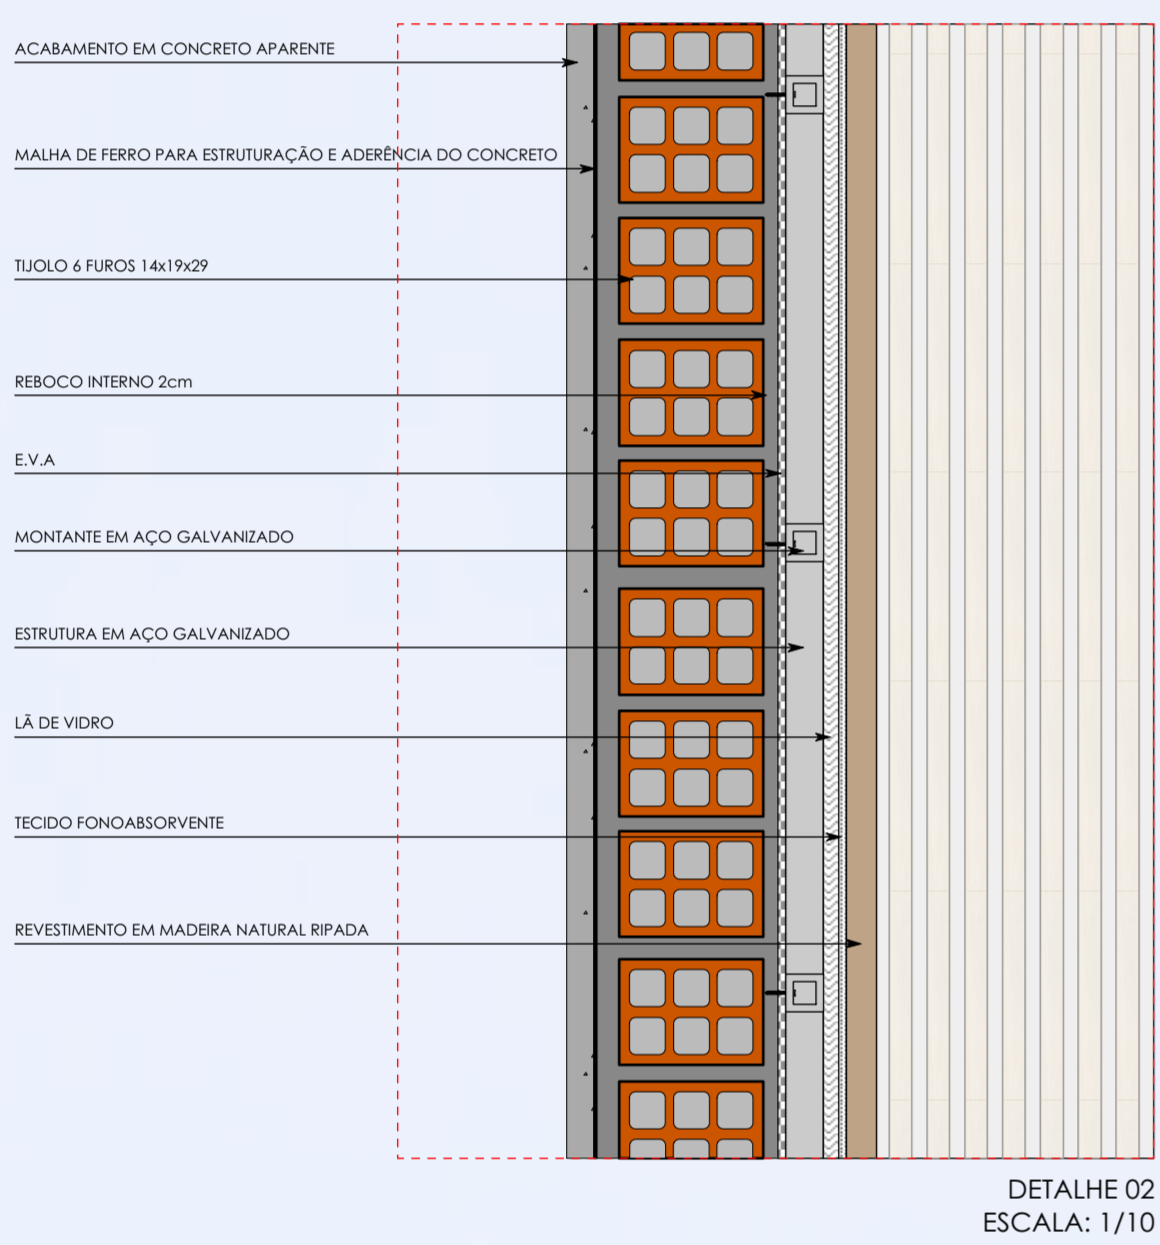 ACABAMENTO EM CONCRETO APARENTE
MALHA DE FERRO PARA ESTRUTURAÇÃO E ADERÊNCIA DO CONCRETO
TIJOLO 6 FUROS 14x19x29
REBOCO INTERNO 2cm
E.V.A
MONTANTE EM AÇO GALVANIZADO
ESTRUTURA EM AÇO GALVANIZADO
LÃ DE VIDRO
TECIDO FONOABSORVENTE
REVESTIMENTO EM MADEIRA NATURAL RIPADA
DETALHE 02
ESCALA: 1/10